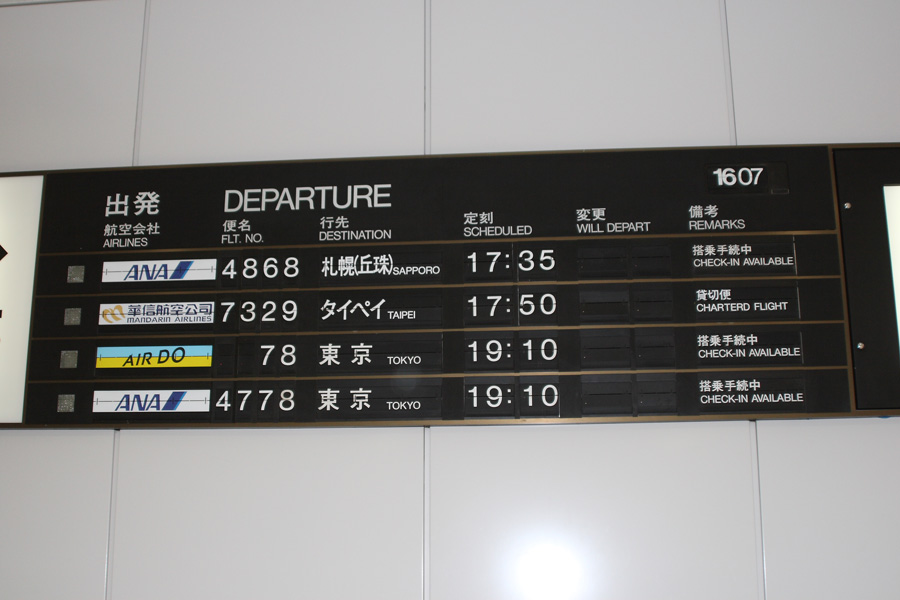 出発 DEPARTURE 1607
航空会社 便名 行先 定刻 変更 備考
AIRLINES FLT. NO. DESTINATION SCHEDULED WILL DEPART REMARKS
ANA 4868 札幌(丘珠) SAPPORO 17:35 搭乗手続中 CHECK-IN AVAILABLE
華信航空公司 MANDARIN AIRLINES 7329 タイペイ TAIPEI 17:50 貸切便 CHARTERD FLIGHT
AIR DO 78 東京 TOKYO 19:10 搭乗手続中 CHECK-IN AVAILABLE
ANA 4778 東京 TOKYO 19:10 搭乗手続中 CHECK-IN AVAILABLE